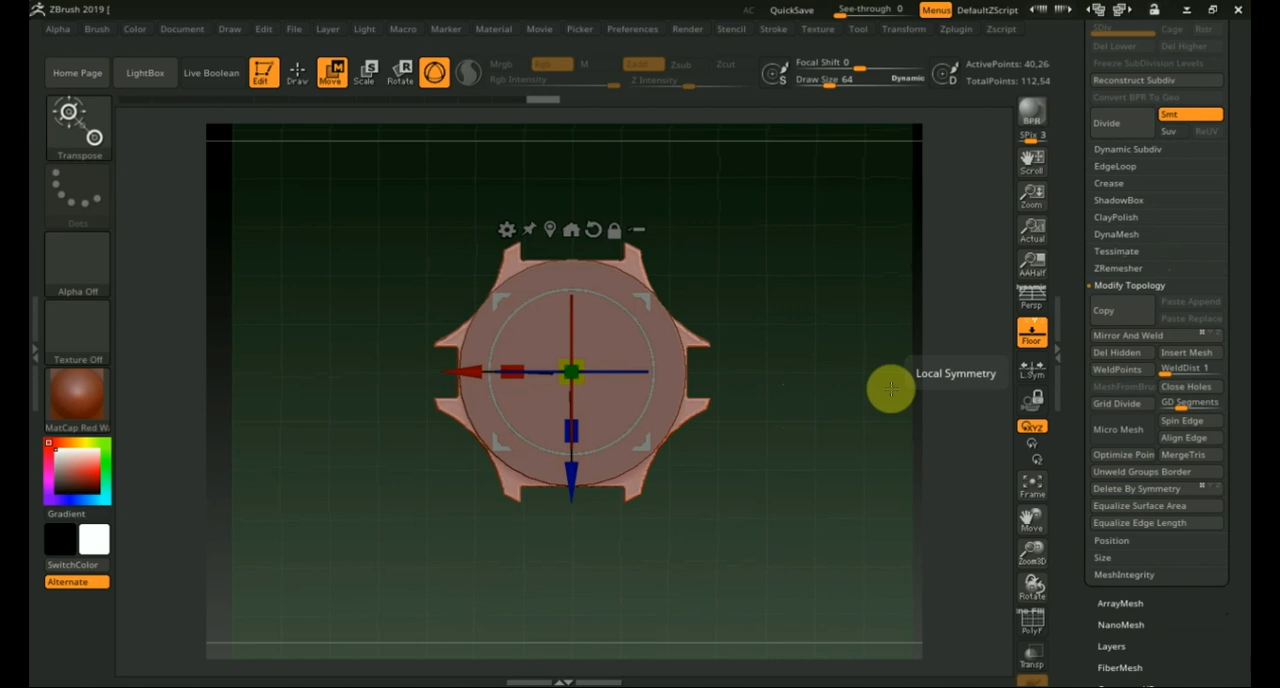 ZBrush 2019 [
AC QuickSave See-through 0 Menus DefaultZScript
Alpha Brush Color Document Draw Edit File Layer Light Macro Marker Material Movie Picker Preferences Render Stencil Stroke Texture Tool Transform Zplugin Zscript
Home Page LightBox Live Boolean Edit Draw Move Scale Rotate
Mrgb Rgb M Zadd Zsub Zcut
Rgb Intensity Z Intensity
Focal Shift 0
Draw Size 64 Dynamic
ActivePoints: 40,26
TotalPoints: 112,54
Transpose
Dots
Alpha Off
Texture Off
MatCap Red W
Gradient
SwitchColor
Alternate
Local Symmetry
BPR
SPix 3
Scroll
Zoom
Actual
AAHalf
Dynamic
Persp
Floor
L.Sym
XYZ
Frame
Move
Zoom3D
Rotate
PolyF
Transp
SDiv Cage Rstr
Del Lower Del Higher
Freeze SubDivision Levels
Reconstruct Subdiv
Convert BPR To Geo
Divide Smt
Suv ReUV
Dynamic Subdiv
EdgeLoop
Crease
ShadowBox
ClayPolish
DynaMesh
Tessimate
ZRemesher
Modify Topology
Copy Paste Append
Paste Replace
Mirror And Weld
Del Hidden Insert Mesh
WeldPoints WeldDist 1
MeshFromBru Close Holes
Grid Divide GD Segments
Micro Mesh Spin Edge
Align Edge
Optimize Poin MergeTris
Unweld Groups Border
Delete By Symmetry
Equalize Surface Area
Equalize Edge Length
Position
Size
MeshIntegrity
ArrayMesh
NanoMesh
Layers
FiberMesh